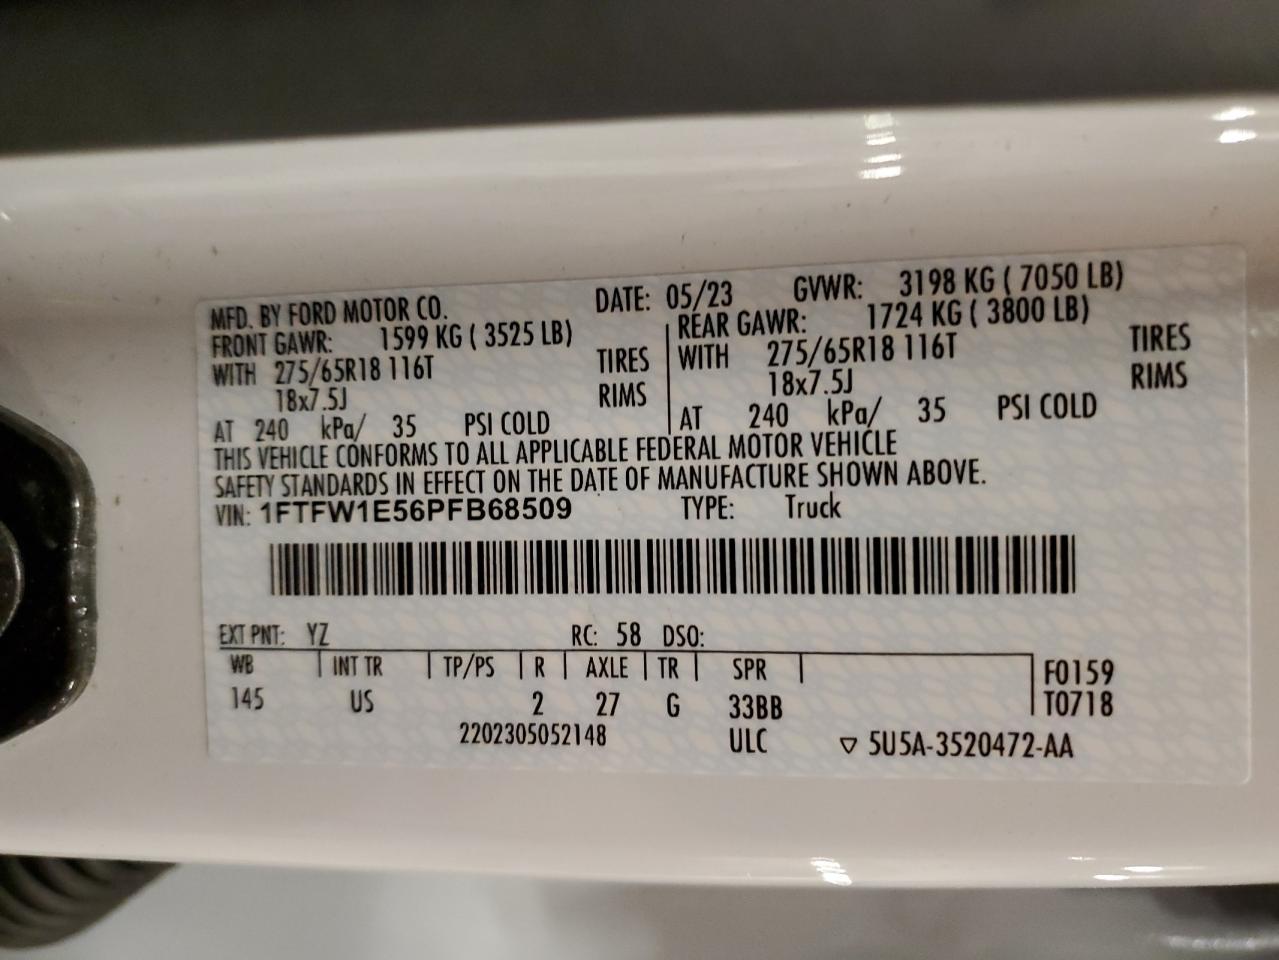 MFD. BY FORD MOTOR CO. DATE: 05/23 GVWR: 3198 KG ( 7050 LB)
FRONT GAWR: 1599 KG ( 3525 LB) REAR GAWR: 1724 KG ( 3800 LB)
WITH 275/65R18 116T TIRES WITH 275/65R18 116T TIRES
18x7.5J RIMS 18x7.5J RIMS
AT 240 kPa/ 35 PSI COLD AT 240 kPa/ 35 PSI COLD
THIS VEHICLE CONFORMS TO ALL APPLICABLE FEDERAL MOTOR VEHICLE
SAFETY STANDARDS IN EFFECT ON THE DATE OF MANUFACTURE SHOWN ABOVE.
VIN: 1FTFW1E56PFB68509 TYPE: Truck
EXT PNT: YZ RC: 58 DSO:
WB INT TR TP/PS R AXLE TR SPR F0159
145 US 2 27 G 33BB T0718
2202305052148 ULC ▽ 5U5A-3520472-AA